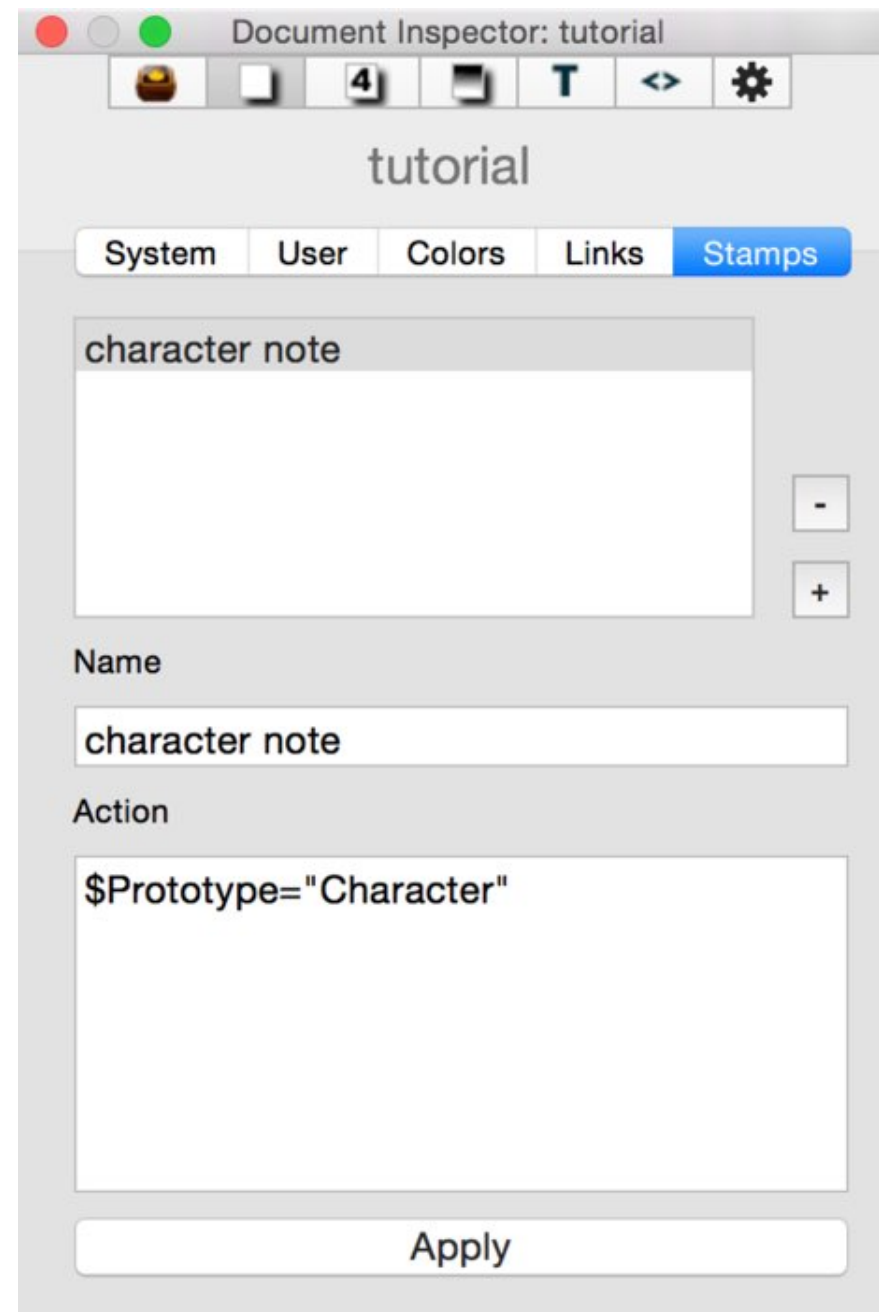 Document Inspector: tutorial
4 T <>
tutorial
System User Colors Links Stamps
character note
-
+
Name
character note
Action
$Prototype="Character"
Apply